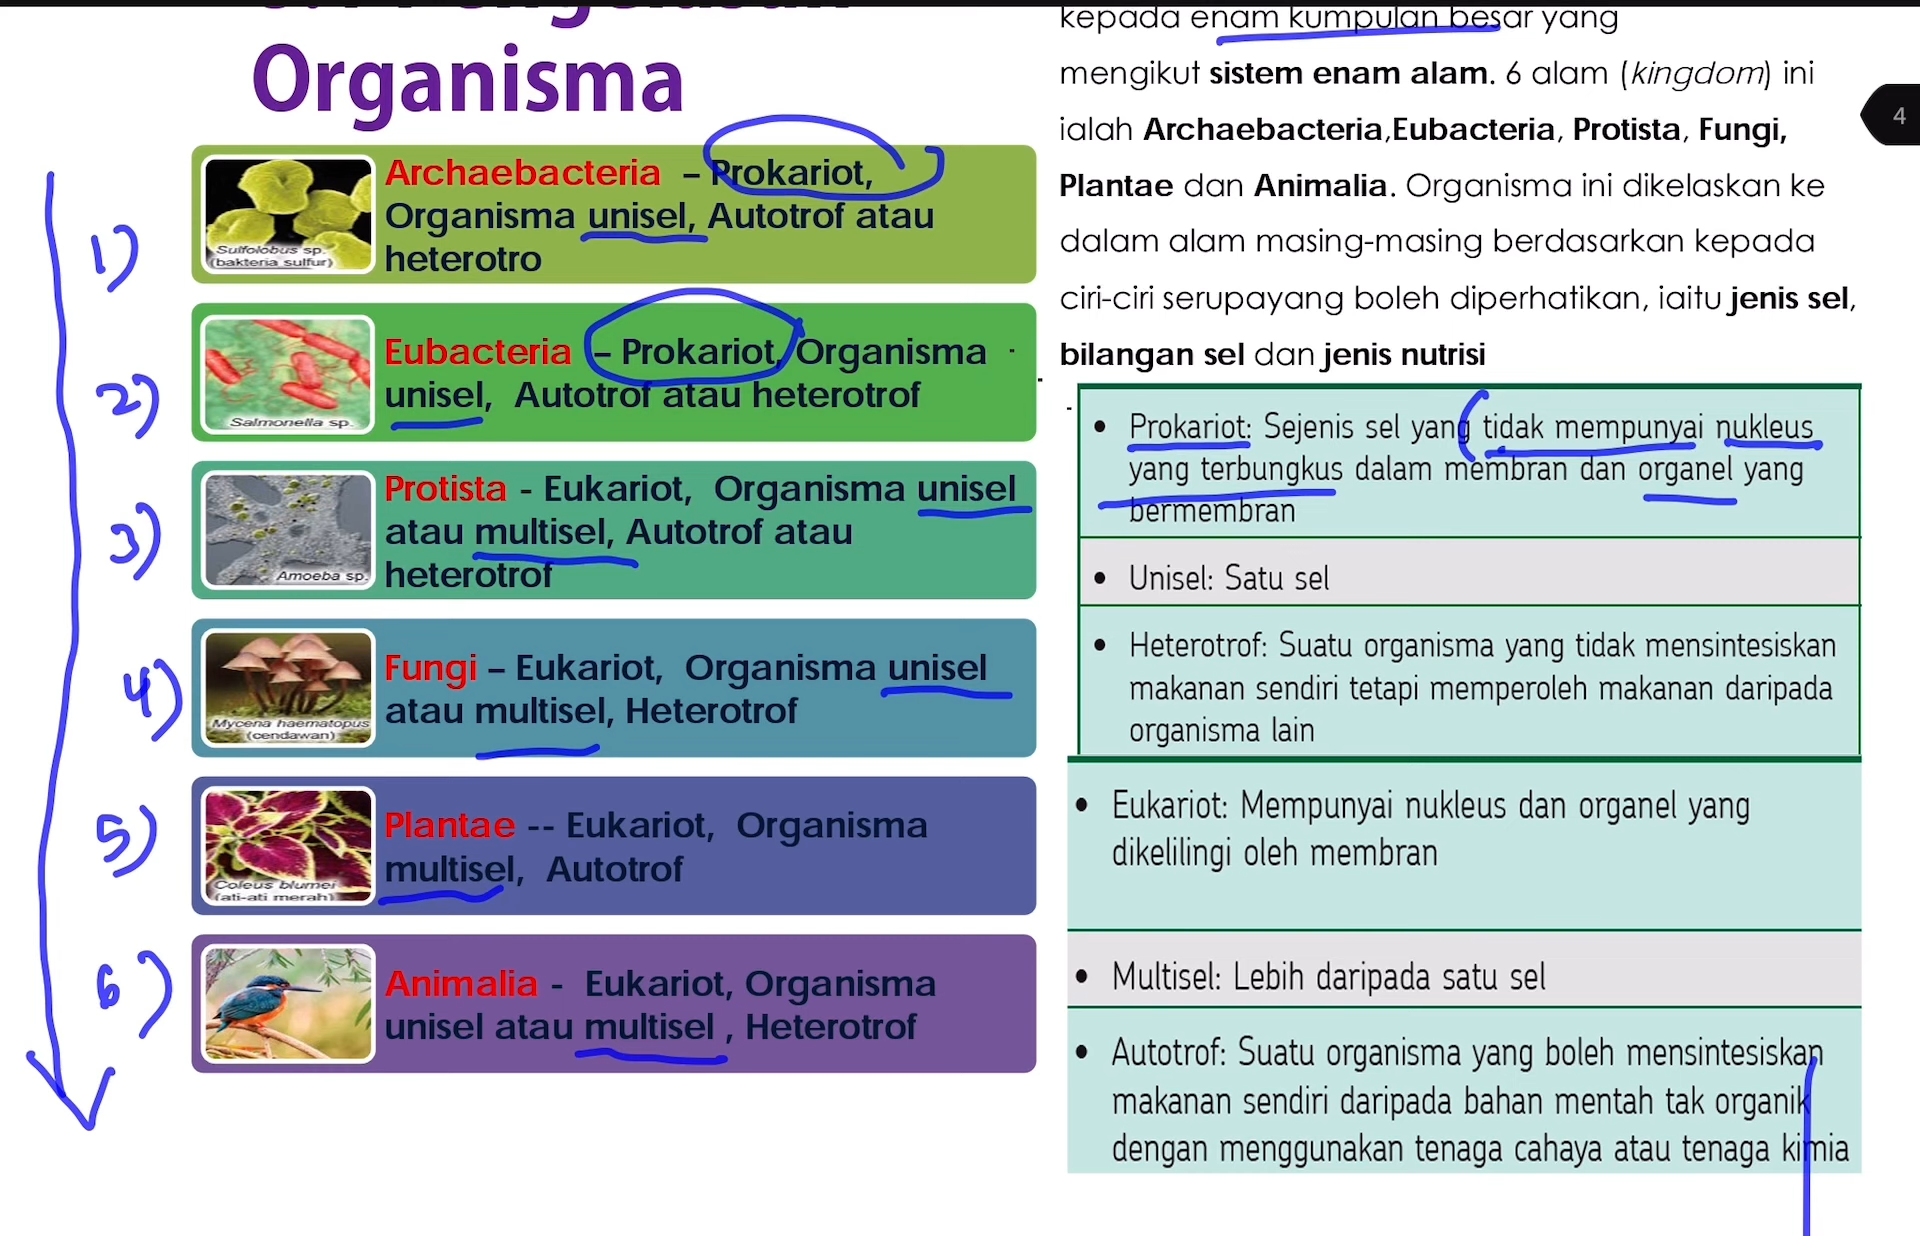 Organisma
Archaebacteria – Prokariot,
Organisma unisel, Autotrof atau
heterotro
Sulfolobus sp.
(bakteria sulfur)
Eubacteria – Prokariot, Organisma
unisel, Autotrof atau heterotrof
Salmonella sp.
Protista - Eukariot, Organisma unisel
atau multisel, Autotrof atau
heterotrof
Amoeba sp.
Fungi – Eukariot, Organisma unisel
atau multisel, Heterotrof
Mycena haematopus
(cendawan)
Plantae -- Eukariot, Organisma
multisel, Autotrof
Coleus blumei
(ati-ati merah)
Animalia - Eukariot, Organisma
unisel atau multisel , Heterotrof
1)
2)
3)
4)
5)
6)
kepada enam kumpulan besar yang
mengikut sistem enam alam. 6 alam (kingdom) ini
ialah Archaebacteria,Eubacteria, Protista, Fungi,
Plantae dan Animalia. Organisma ini dikelaskan ke
dalam alam masing-masing berdasarkan kepada
ciri-ciri serupayang boleh diperhatikan, iaitu jenis sel,
bilangan sel dan jenis nutrisi
4
• Prokariot: Sejenis sel yang tidak mempunyai nukleus
yang terbungkus dalam membran dan organel yang
bermembran
• Unisel: Satu sel
• Heterotrof: Suatu organisma yang tidak mensintesiskan
makanan sendiri tetapi memperoleh makanan daripada
organisma lain
• Eukariot: Mempunyai nukleus dan organel yang
dikelilingi oleh membran
• Multisel: Lebih daripada satu sel
• Autotrof: Suatu organisma yang boleh mensintesiskan
makanan sendiri daripada bahan mentah tak organik
dengan menggunakan tenaga cahaya atau tenaga kimia